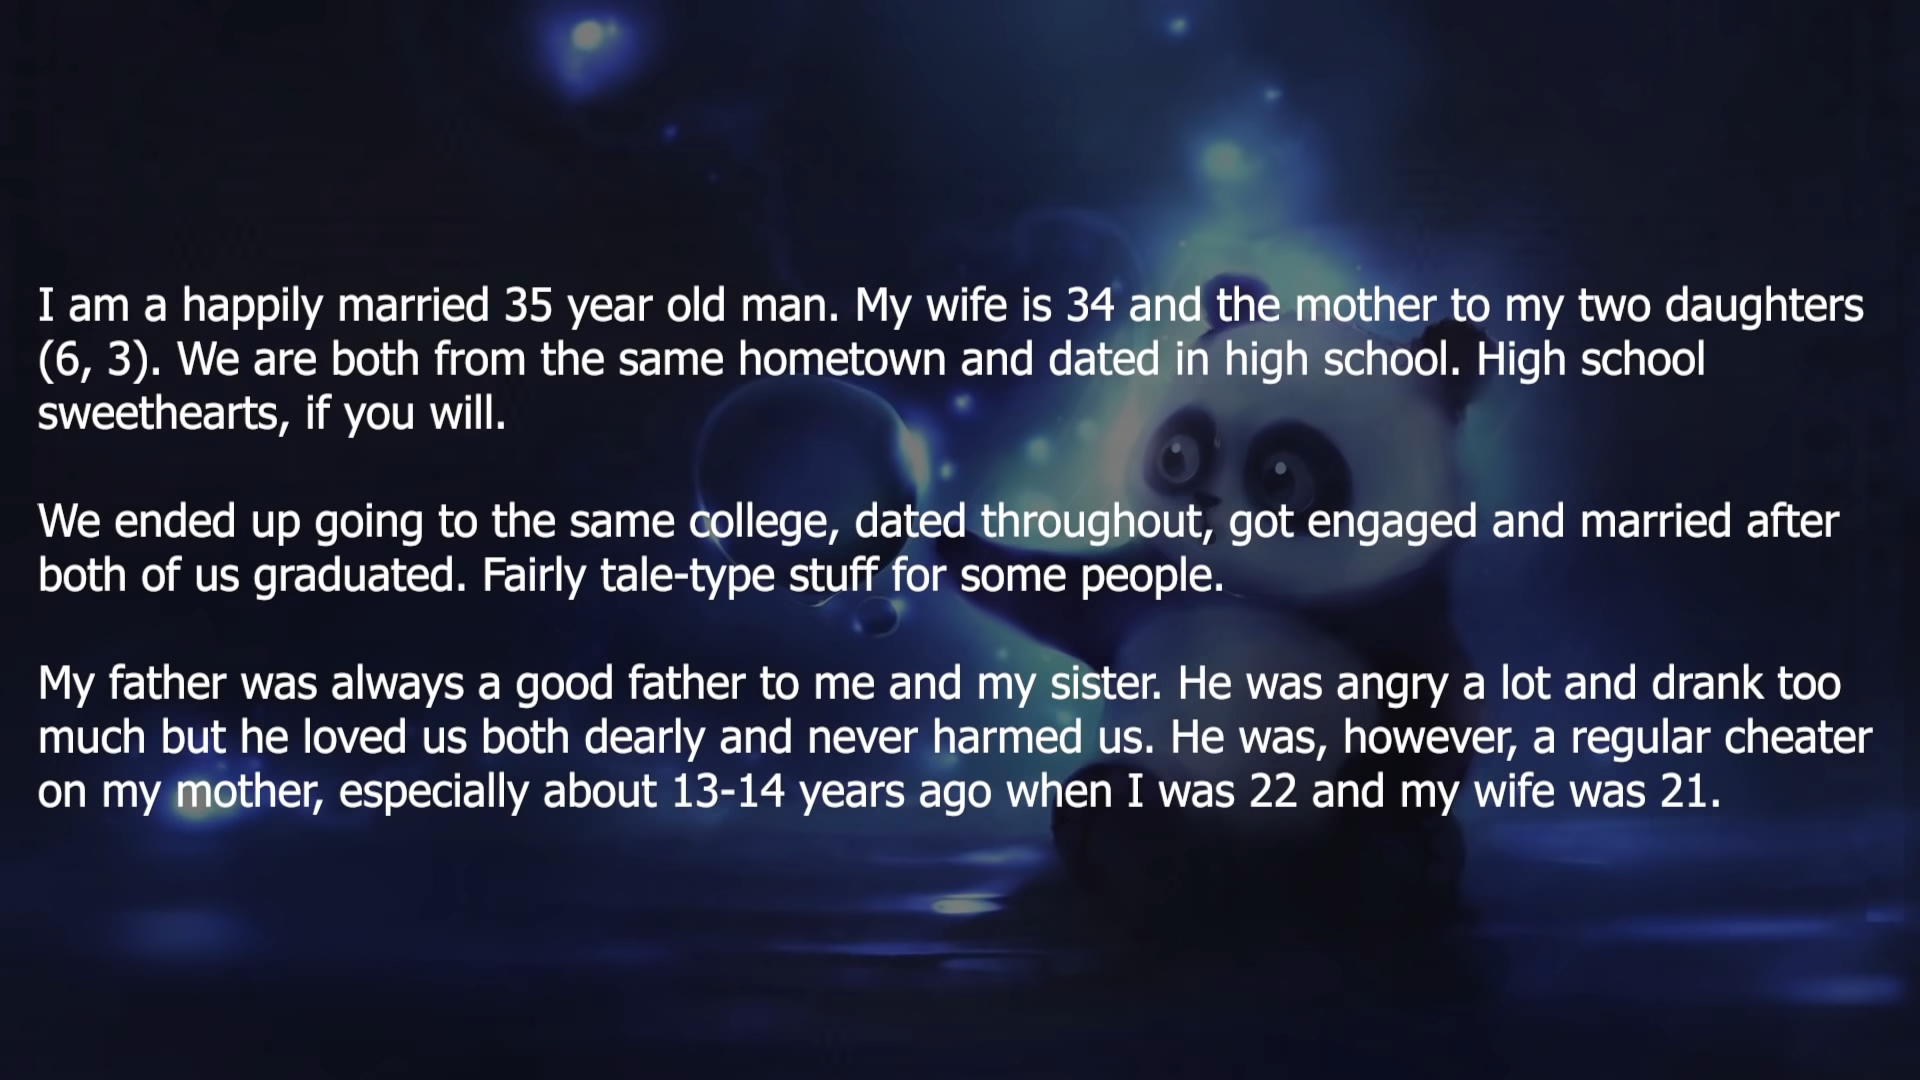 I am a happily married 35 year old man. My wife is 34 and the mother to my two daughters
(6, 3). We are both from the same hometown and dated in high school. High school
sweethearts, if you will.
We ended up going to the same college, dated throughout, got engaged and married after
both of us graduated. Fairly tale-type stuff for some people.
My father was always a good father to me and my sister. He was angry a lot and drank too
much but he loved us both dearly and never harmed us. He was, however, a regular cheater
on my mother, especially about 13-14 years ago when I was 22 and my wife was 21.